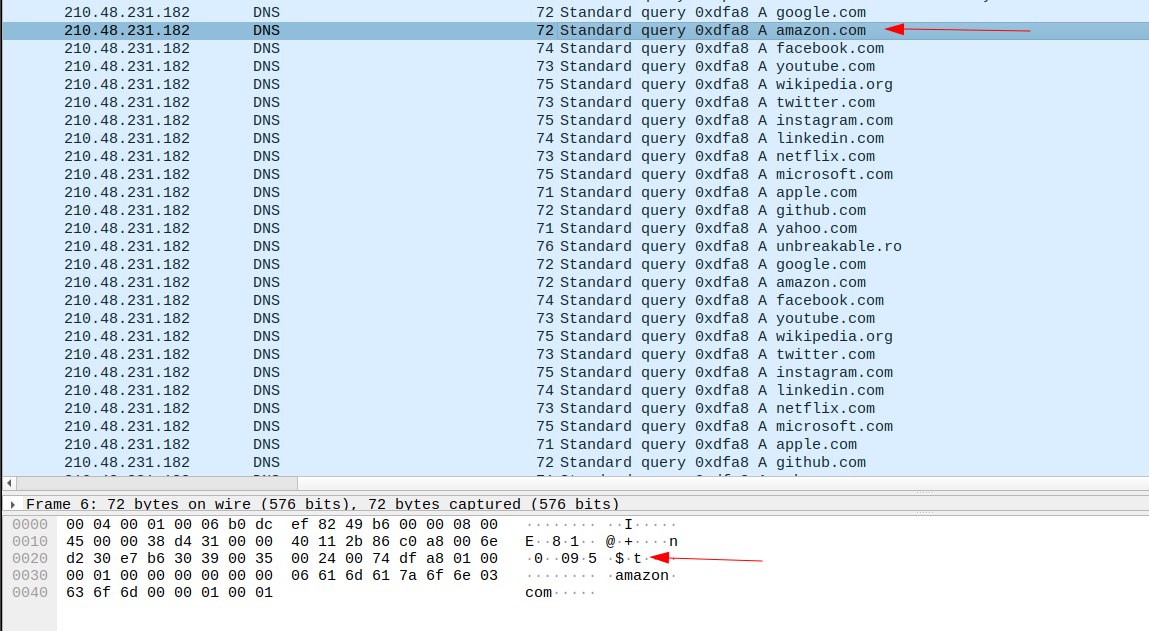 210.48.231.182 DNS 72 Standard query 0xdfa8 A google.com
210.48.231.182 DNS 72 Standard query 0xdfa8 A amazon.com
210.48.231.182 DNS 74 Standard query 0xdfa8 A facebook.com
210.48.231.182 DNS 73 Standard query 0xdfa8 A youtube.com
210.48.231.182 DNS 75 Standard query 0xdfa8 A wikipedia.org
210.48.231.182 DNS 73 Standard query 0xdfa8 A twitter.com
210.48.231.182 DNS 75 Standard query 0xdfa8 A instagram.com
210.48.231.182 DNS 74 Standard query 0xdfa8 A linkedin.com
210.48.231.182 DNS 73 Standard query 0xdfa8 A netflix.com
210.48.231.182 DNS 75 Standard query 0xdfa8 A microsoft.com
210.48.231.182 DNS 71 Standard query 0xdfa8 A apple.com
210.48.231.182 DNS 72 Standard query 0xdfa8 A github.com
210.48.231.182 DNS 71 Standard query 0xdfa8 A yahoo.com
210.48.231.182 DNS 76 Standard query 0xdfa8 A unbreakable.ro
210.48.231.182 DNS 72 Standard query 0xdfa8 A google.com
210.48.231.182 DNS 72 Standard query 0xdfa8 A amazon.com
210.48.231.182 DNS 74 Standard query 0xdfa8 A facebook.com
210.48.231.182 DNS 73 Standard query 0xdfa8 A youtube.com
210.48.231.182 DNS 75 Standard query 0xdfa8 A wikipedia.org
210.48.231.182 DNS 73 Standard query 0xdfa8 A twitter.com
210.48.231.182 DNS 75 Standard query 0xdfa8 A instagram.com
210.48.231.182 DNS 74 Standard query 0xdfa8 A linkedin.com
210.48.231.182 DNS 73 Standard query 0xdfa8 A netflix.com
210.48.231.182 DNS 75 Standard query 0xdfa8 A microsoft.com
210.48.231.182 DNS 71 Standard query 0xdfa8 A apple.com
210.48.231.182 DNS 72 Standard query 0xdfa8 A github.com
Frame 6: 72 bytes on wire (576 bits), 72 bytes captured (576 bits)
0000 00 04 00 01 00 06 b0 dc ef 82 49 b6 00 00 08 00 ········ ··I·····
0010 45 00 00 38 d4 31 00 00 40 11 2b 86 c0 a8 00 6e E··8·1·· @·+····n
0020 d2 30 e7 b6 30 39 00 35 00 24 00 74 df a8 01 00 ·0··09·5 ·$·t····
0030 00 01 00 00 00 00 00 00 06 61 6d 61 7a 6f 6e 03 ········ ·amazon·
0040 63 6f 6d 00 00 01 00 01 com·····